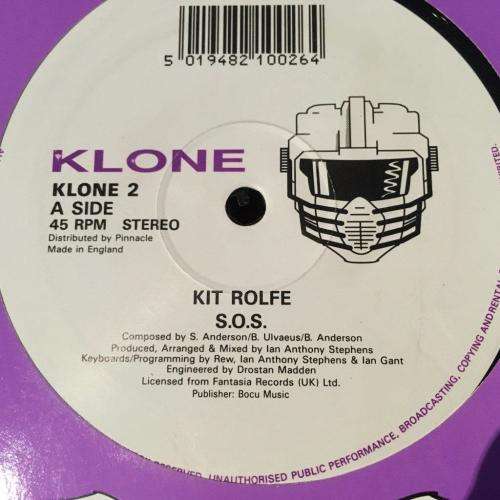 5 019482 100264
KLONE
KLONE 2
A SIDE
45 RPM STEREO
Distributed by Pinnacle
Made in England
KIT ROLFE
S.O.S.
Composed by S. Anderson/B. Ulvaeus/B. Anderson
Produced, Arranged & Mixed by Ian Anthony Stephens
Keyboards/Programming by Rew, Ian Anthony Stephens & Ian Gant
Engineered by Drostan Madden
Licensed from Fantasia Records (UK) Ltd.
Publisher: Bocu Music
RESERVED. UNAUTHORISED PUBLIC PERFORMANCE, BROADCASTING, COPYING AND RENTAL